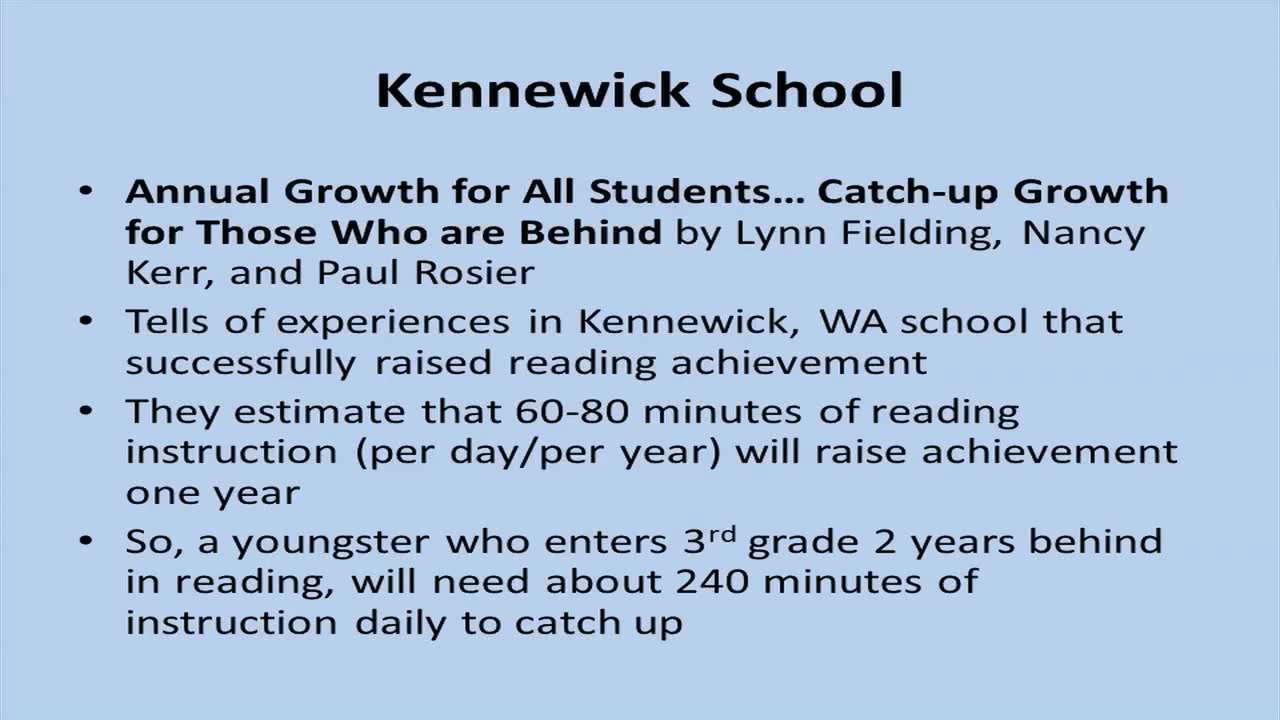 Kennewick School
• Annual Growth for All Students... Catch-up Growth
for Those Who are Behind by Lynn Fielding, Nancy
Kerr, and Paul Rosier
• Tells of experiences in Kennewick, WA school that
successfully raised reading achievement
• They estimate that 60-80 minutes of reading
instruction (per day/per year) will raise achievement
one year
• So, a youngster who enters 3rd grade 2 years behind
in reading, will need about 240 minutes of
instruction daily to catch up